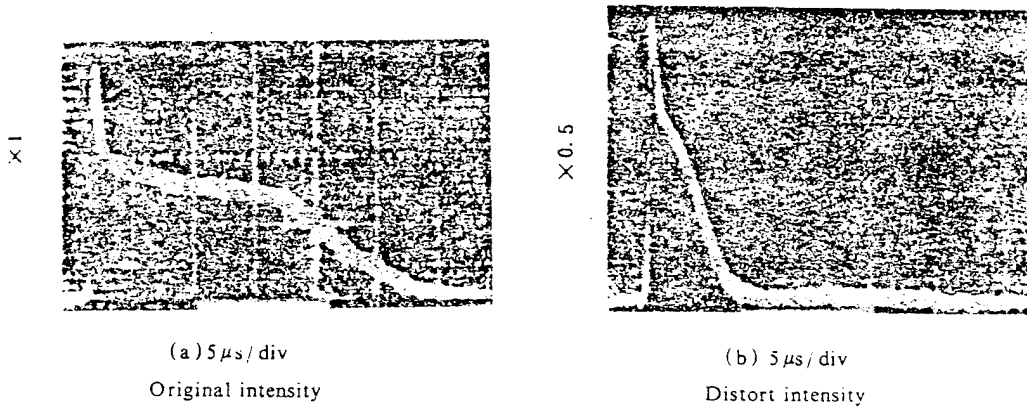 ×1
(a) 5μs/div
Original intensity
×0.5
(b) 5μs/div
Distort intensity